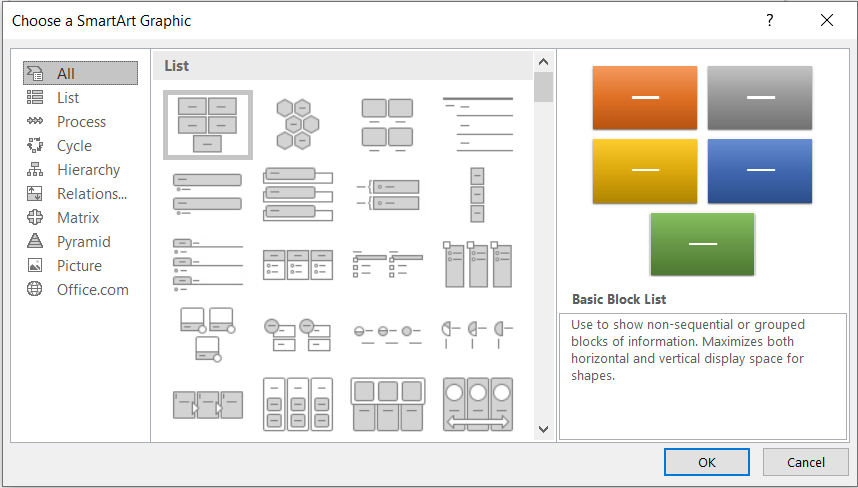 Choose a SmartArt Graphic
?
All
List
Process
Cycle
Hierarchy
Relations...
Matrix
Pyramid
Picture
Office.com
List
Basic Block List
Use to show non-sequential or grouped
blocks of information. Maximizes both
horizontal and vertical display space for
shapes.
OK
Cancel